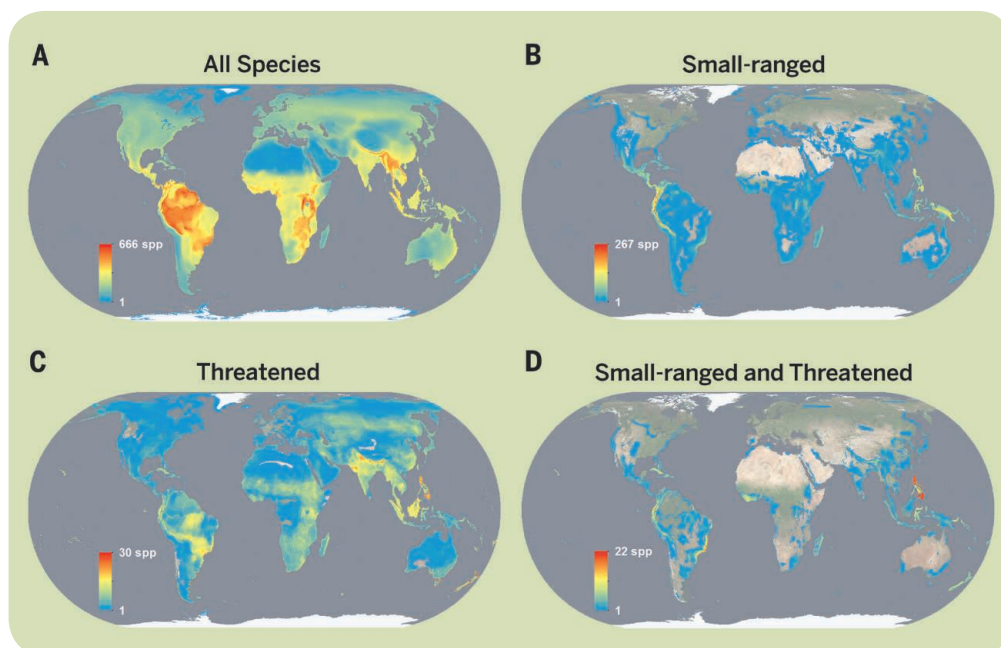 A
All Species
666 spp
1
B
Small-ranged
267 spp
1
C
Threatened
30 spp
1
D
Small-ranged and Threatened
22 spp
1